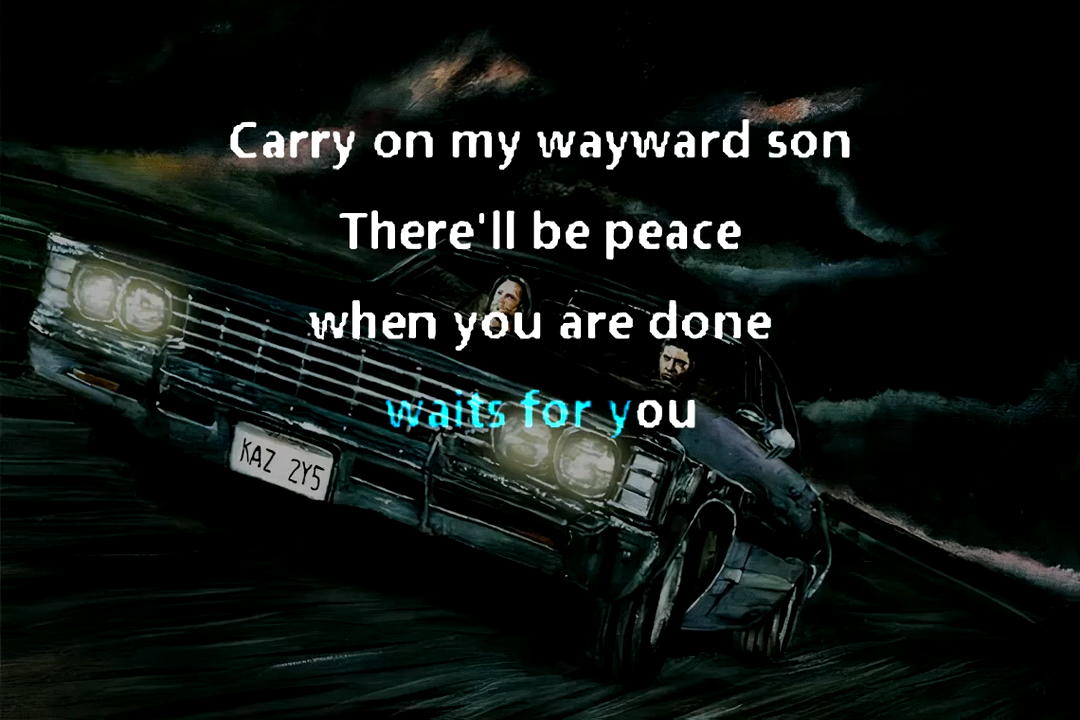 Carry on my wayward son
There'll be peace
when you are done
waits for you
KAZ 2Y5